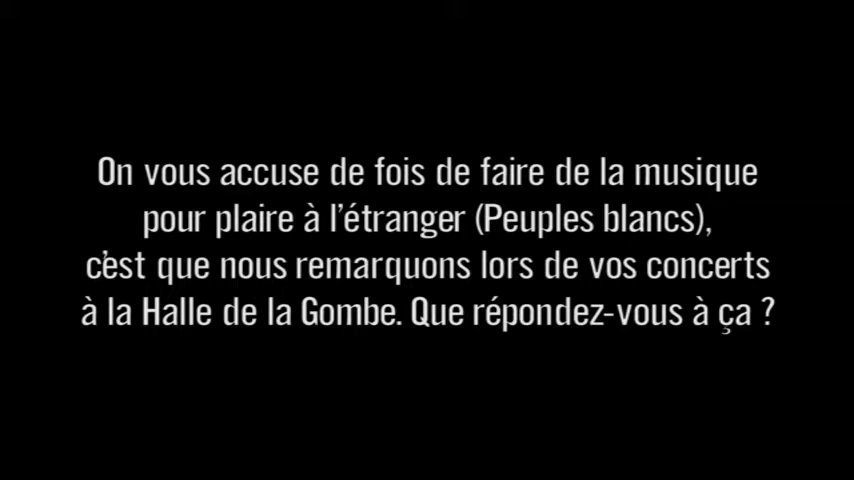 On vous accuse de fois de faire de la musique
pour plaire à l'étranger (Peuples blancs),
c'est que nous remarquons lors de vos concerts
à la Halle de la Gombe. Que répondez-vous à ça ?